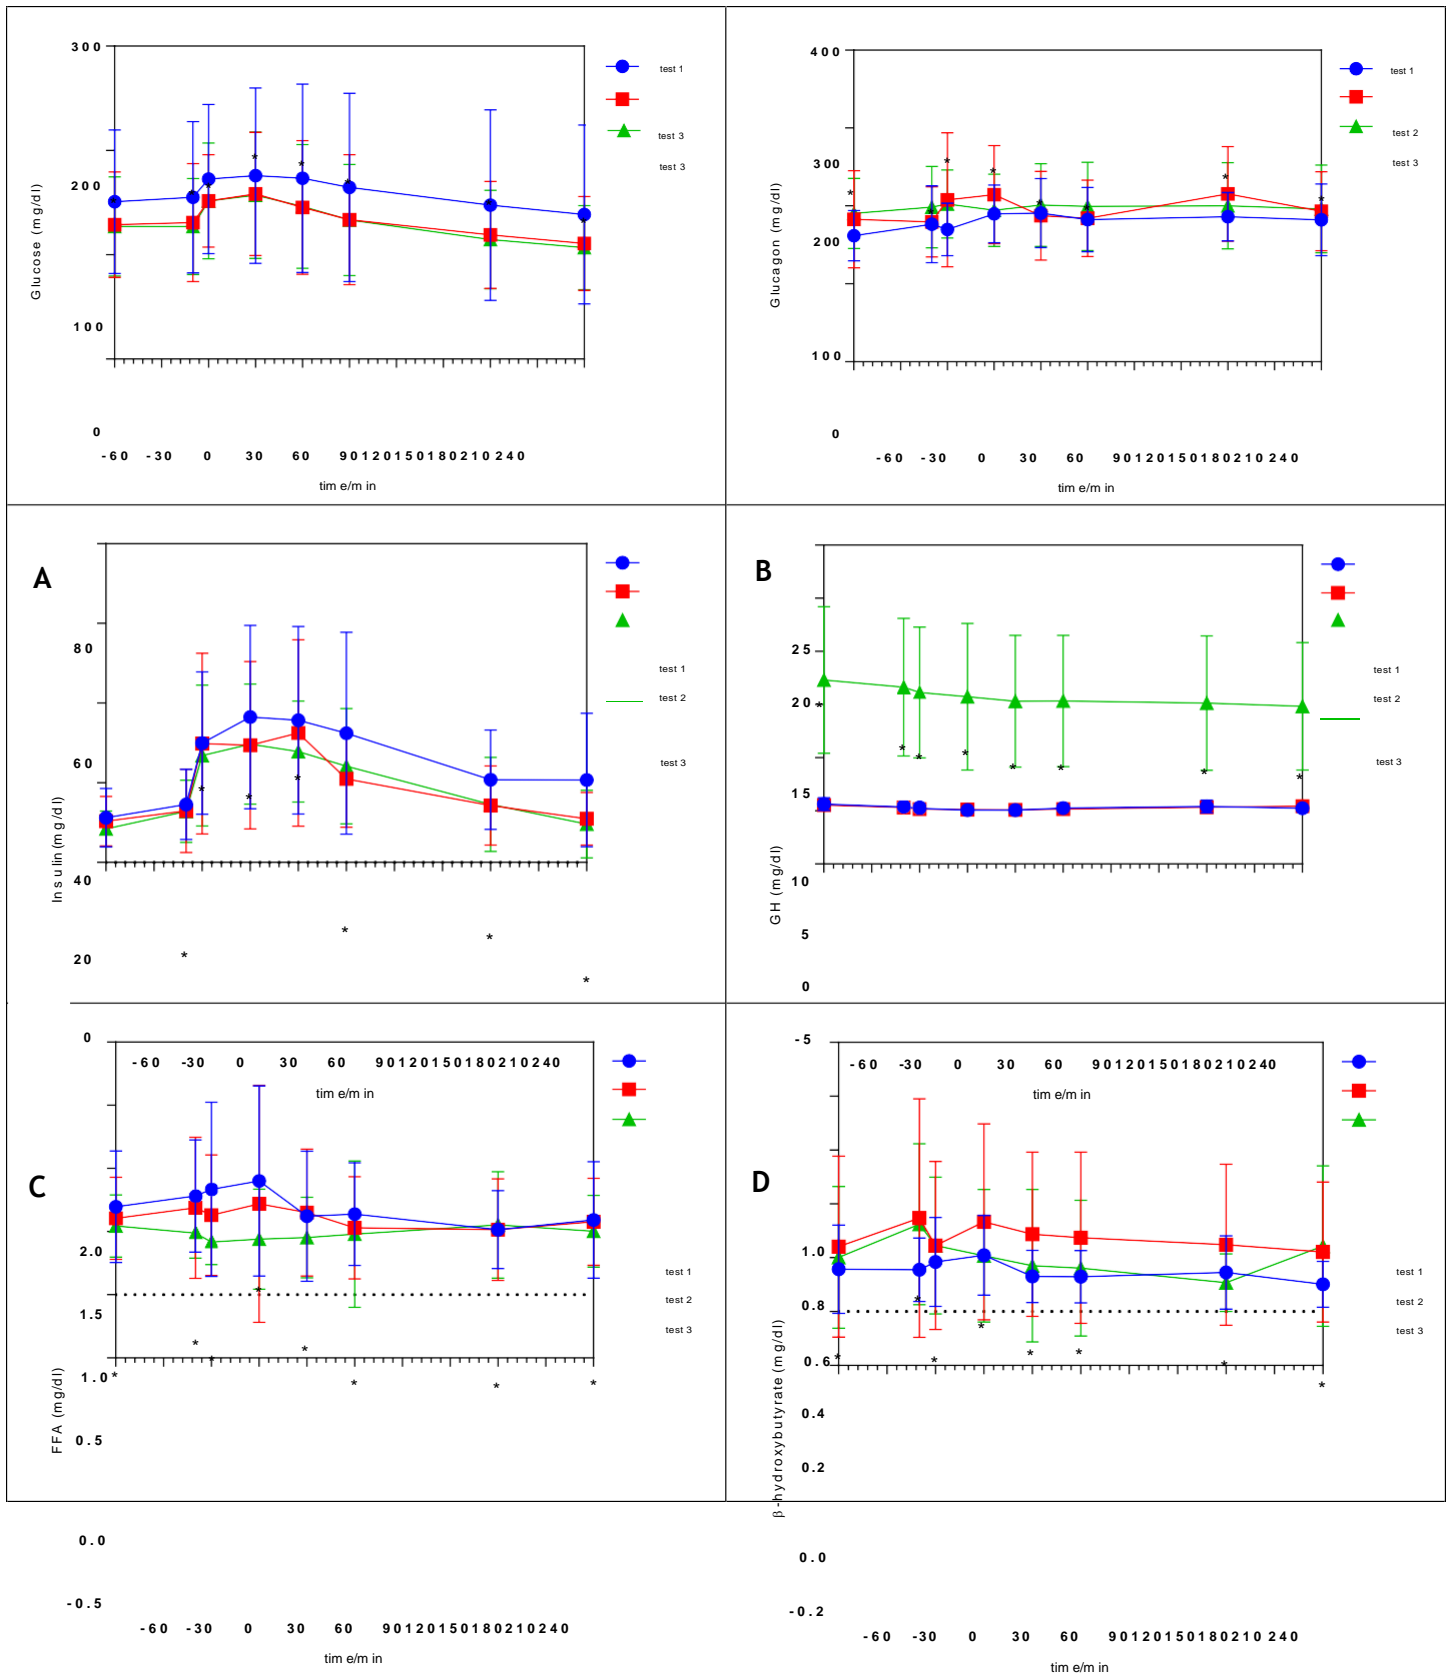 300
200
100
0
Glucose (mg/dl)
-60 -30 0 30 60 90120150180210240
time/min
test 1
test 3
test 3
400
300
200
100
0
Glucagon (mg/dl)
-60 -30 0 30 60 90120150180210240
time/min
test 1
test 2
test 3
A
80
60
40
20
0
Insulin (mg/dl)
-60 -30 0 30 60 90120150180210240
time/min
test 1
test 2
test 3
B
25
20
15
10
5
0
-5
GH (mg/dl)
-60 -30 0 30 60 90120150180210240
time/min
test 1
test 2
test 3
C
2.0
1.5
1.0
0.5
0.0
-0.5
FFA (mg/dl)
-60 -30 0 30 60 90120150180210240
time/min
test 1
test 2
test 3
D
1.0
0.8
0.6
0.4
0.2
0.0
-0.2
β-hydroxybutyrate (mg/dl)
-60 -30 0 30 60 90120150180210240
time/min
test 1
test 2
test 3